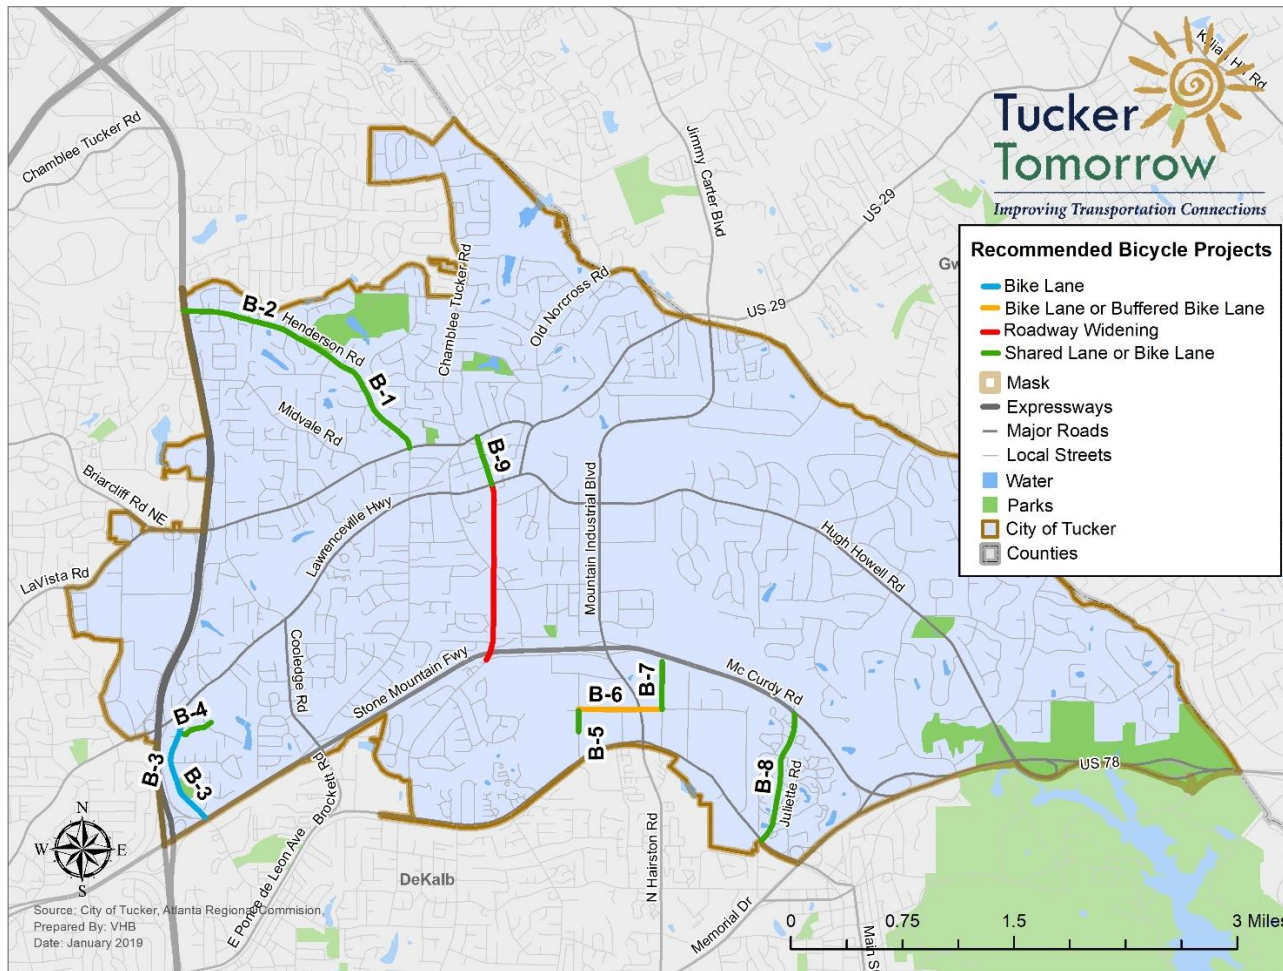 Chamblee Tucker Rd
Killian Hill Rd
Tucker
Tomorrow
Improving Transportation Connections
Jimmy Carter Blvd
US 29
Recommended Bicycle Projects
Bike Lane
Bike Lane or Buffered Bike Lane
Roadway Widening
Shared Lane or Bike Lane
Mask
Expressways
Major Roads
Local Streets
Water
Parks
City of Tucker
Counties
Gw
Chamblee Tucker Rd
Old Norcross Rd
US 29
B-2
Henderson Rd
B-1
Midvale Rd
B-9
Briarcliff Rd NE
Lawrenceville Hwy
Mountain Industrial Blvd
Hugh Howell Rd
LaVista Rd
Cooledge Rd
Stone Mountain Fwy
Mc Curdy Rd
B-7
B-6
B-5
B-4
B-3
B-3
B-8
Juliette Rd
US 78
Brockett Rd
E Ponce de Leon Ave
N Hairston Rd
DeKalb
Memorial Dr
Main St
N
W E
S
Source: City of Tucker, Atlanta Regional Commision,
Prepared By: VHB
Date: January 2019
0 0.75 1.5 3 Miles